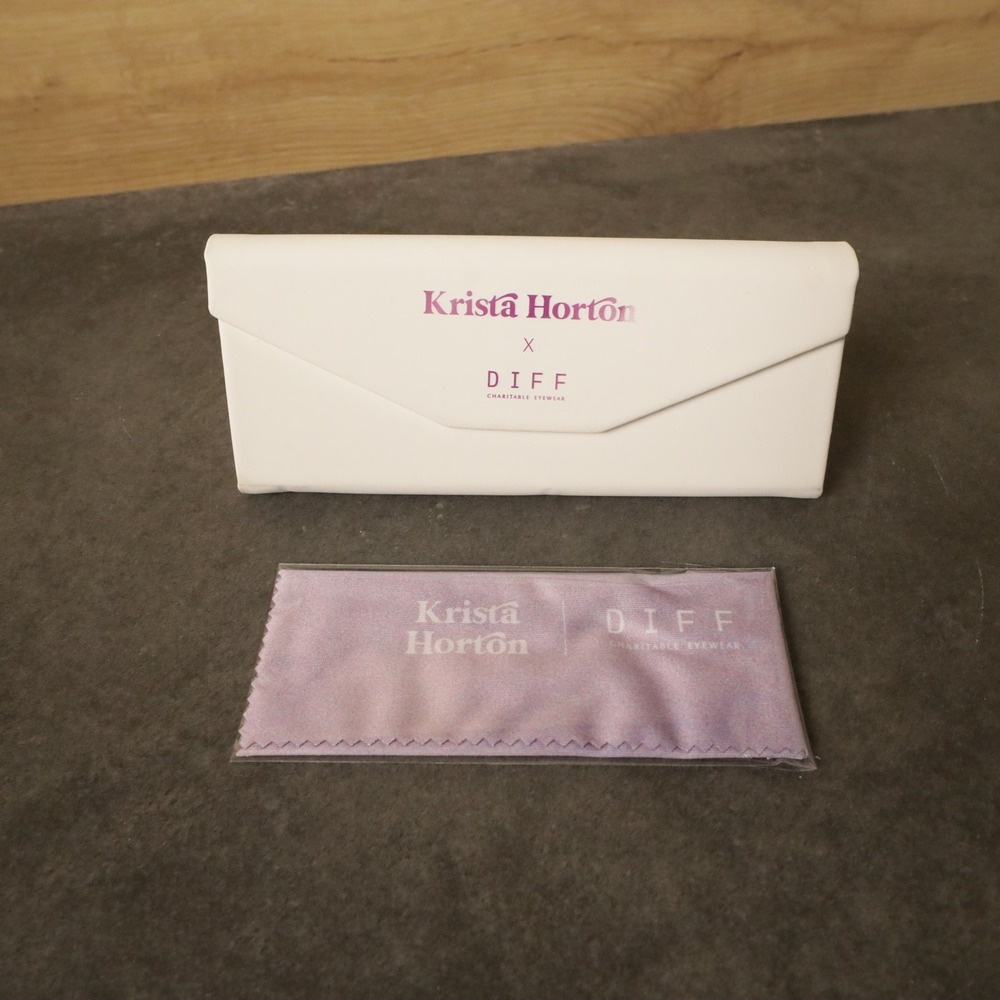 Krista Horton
X
DIFF
CHARITABLE EYEWEAR
Krista
Horton
DIFF
CHARITABLE EYEWEAR